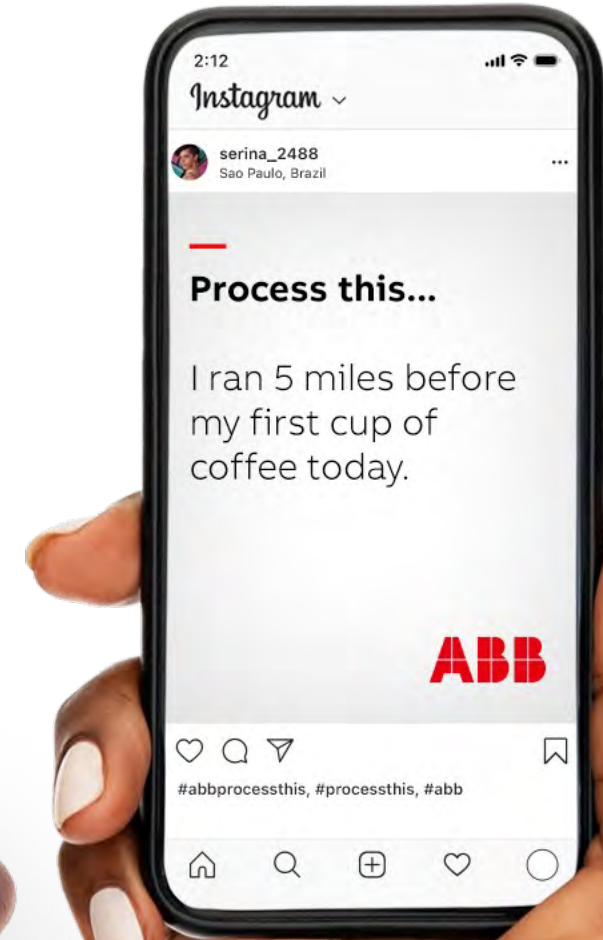 2:12
Instagram
serina_2488
Sao Paulo, Brazil
Process this...
I ran 5 miles before
my first cup of
coffee today.
ABB
#abbprocessthis, #processthis, #abb